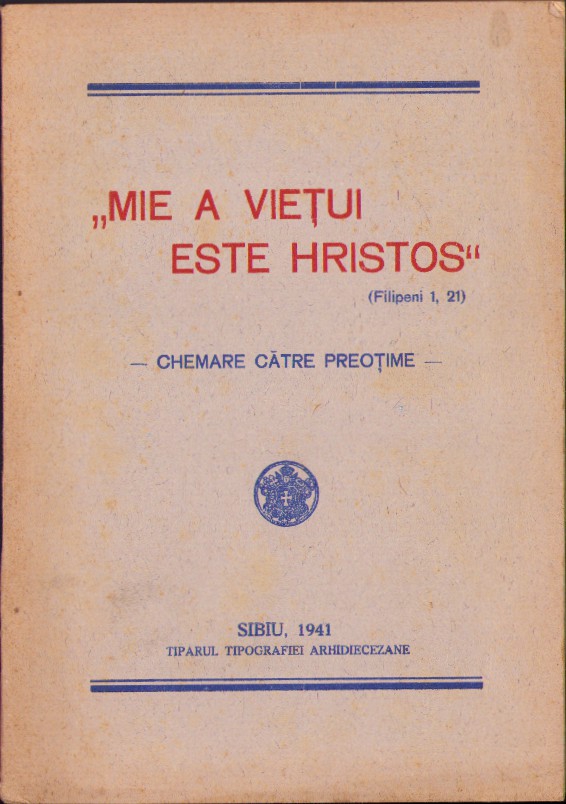 „MIE A VIEȚUI
ESTE HRISTOS“
(Filipeni 1, 21)
— CHEMARE CĂTRE PREOȚIME —
SIBIU, 1941
TIPARUL TIPOGRAFIEI ARHIDIECEZANE